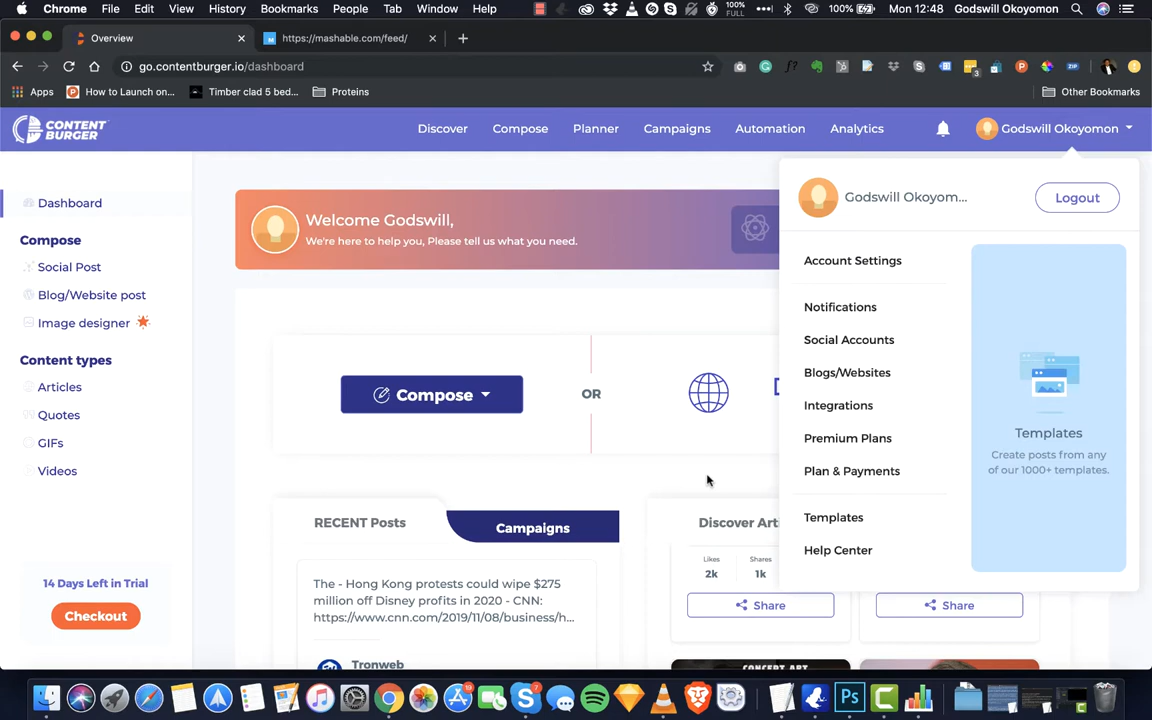 Chrome File Edit View History Bookmarks People Tab Window Help 100% FULL 100% Mon 12:48 Godswill Okoyomon
Overview https://mashable.com/feed/
go.contentburger.io/dashboard
Apps How to Launch on... Timber clad 5 bed... Proteins Other Bookmarks
CONTENT BURGER
Discover Compose Planner Campaigns Automation Analytics Godswill Okoyomon
Dashboard
Compose
Social Post
Blog/Website post
Image designer
Content types
Articles
Quotes
GIFs
Videos
14 Days Left in Trial
Checkout
Welcome Godswill,
We're here to help you, Please tell us what you need.
Compose
OR
RECENT Posts
Campaigns
The - Hong Kong protests could wipe $275
million off Disney profits in 2020 - CNN:
https://www.cnn.com/2019/11/08/business/h...
Tronweb
Discover Art
Likes Shares
2k 1k
Share Share
CONCEPT ART
Godswill Okoyom...
Logout
Account Settings
Notifications
Social Accounts
Blogs/Websites
Integrations
Premium Plans
Plan & Payments
Templates
Help Center
Templates
Create posts from any
of our 1000+ templates.